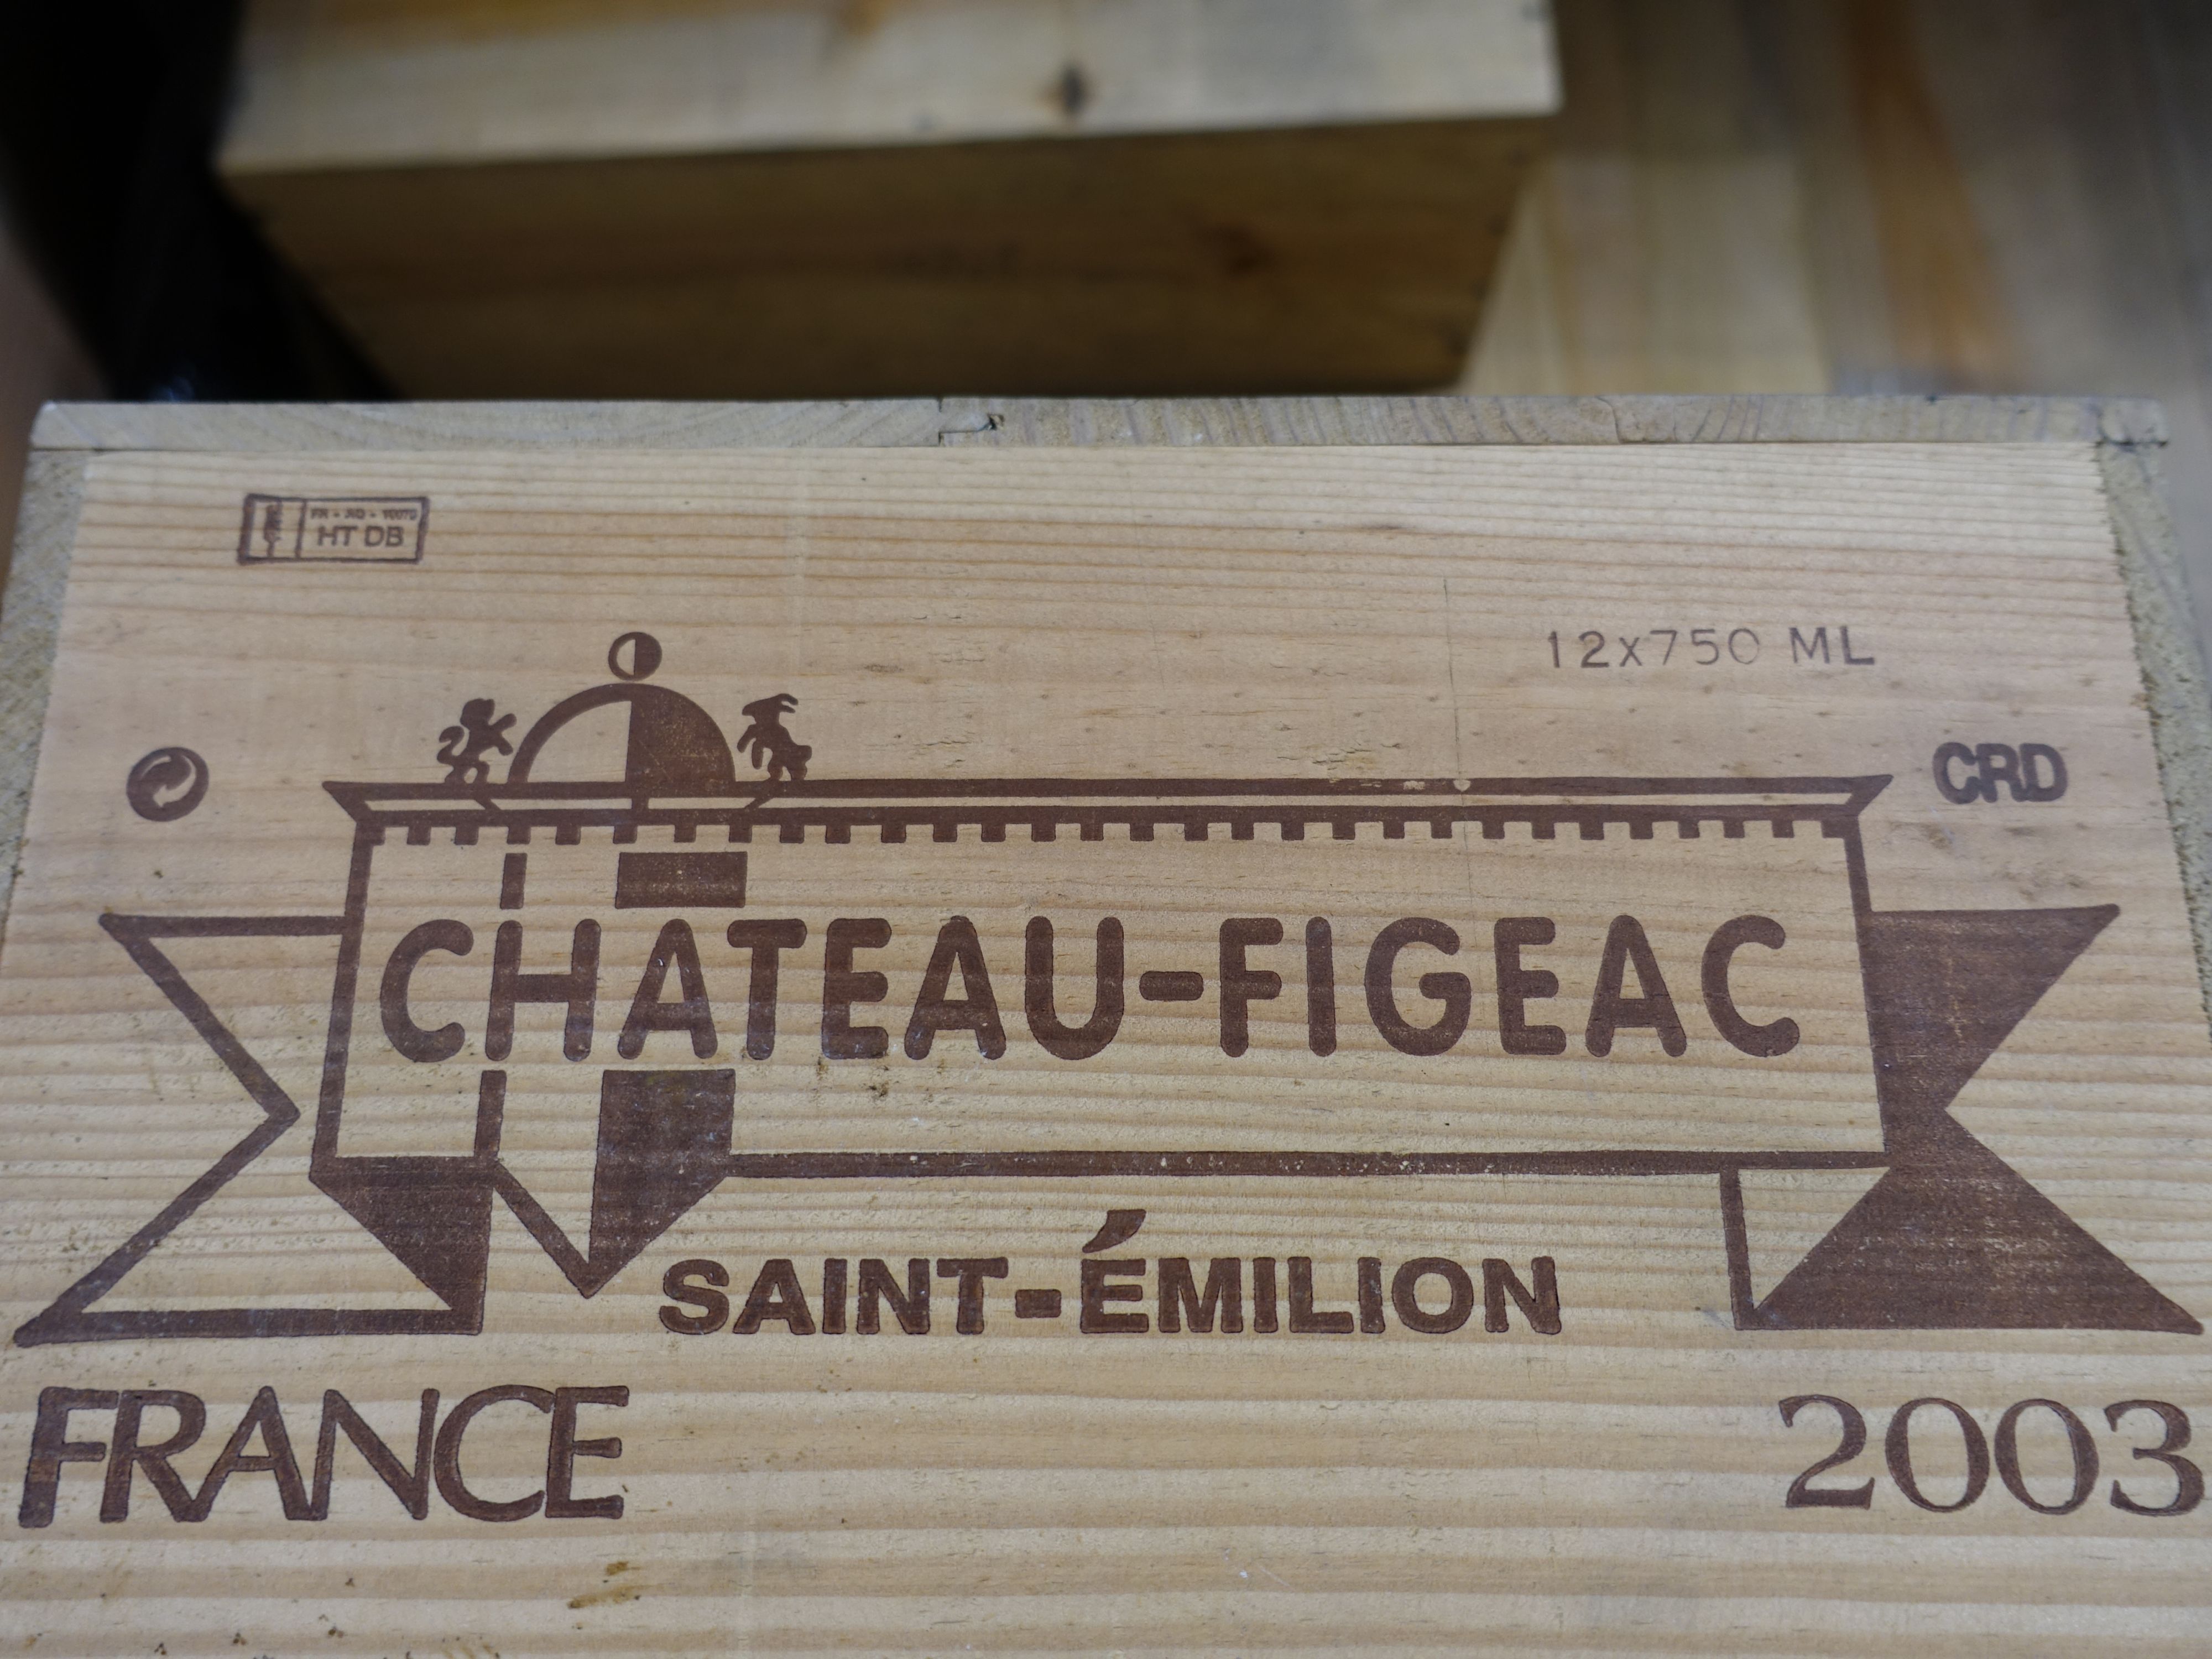 HT DB
12x750 ML
CRD
CHATEAU-FIGEAC
SAINT-ÉMILION
FRANCE
2003